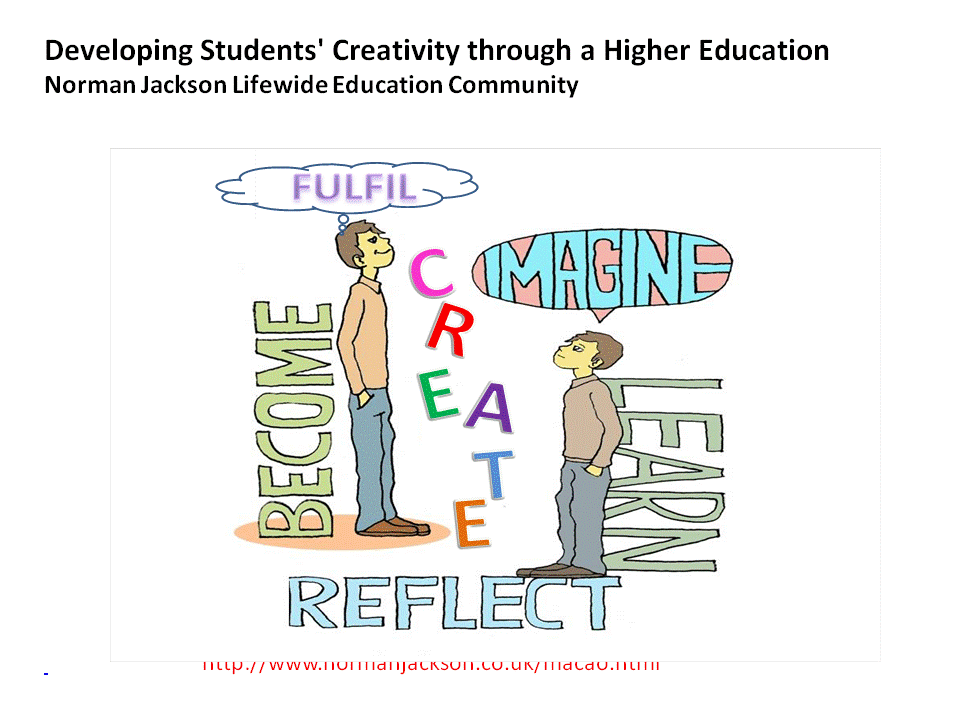 Developing Students' Creativity through a Higher Education
Norman Jackson Lifewide Education Community
FULFIL
IMAGINE
CREATE
BECOME
LEARN
REFLECT
http://www.normanjackson.co.uk/macao.html